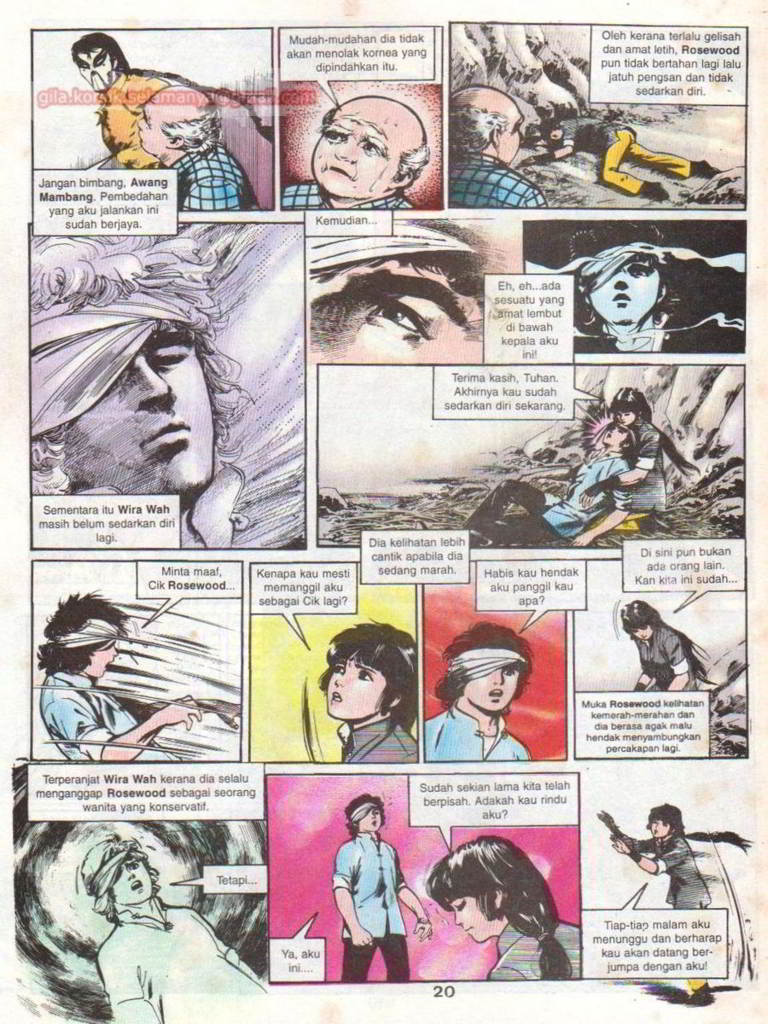 gila.komik.selamanya@gmail.com
Jangan bimbang, Awang
Mambang. Pembedahan
yang aku jalankan ini
sudah berjaya.
Mudah-mudahan dia tidak
akan menolak kornea yang
dipindahkan itu.
Oleh kerana terlalu gelisah
dan amat letih, Rosewood
pun tidak bertahan lagi lalu
jatuh pengsan dan tidak
sedarkan diri.
Sementara itu Wira Wah
masih belum sedarkan diri
lagi.
Kemudian...
Eh, eh...ada
sesuatu yang
amat lembut
di bawah
kepala aku
ini!
Terima kasih, Tuhan.
Akhirnya kau sudah
sedarkan diri sekarang.
Minta maaf,
Cik Rosewood...
Kenapa kau mesti
memanggil aku
sebagai Cik lagi?
Dia kelihatan lebih
cantik apabila dia
sedang marah.
Habis kau hendak
aku panggil kau
apa?
Di sini pun bukan
ada orang lain.
Kan kita ini sudah...
Muka Rosewood kelihatan
kemerah-merahan dan
dia berasa agak malu
hendak menyambungkan
percakapan lagi.
Terperanjat Wira Wah kerana dia selalu
menganggap Rosewood sebagai seorang
wanita yang konservatif.
Tetapi...
Ya, aku
ini....
Sudah sekian lama kita telah
berpisah. Adakah kau rindu
aku?
Tiap-tiap malam aku
menunggu dan berharap
kau akan datang ber-
jumpa dengan aku!
20